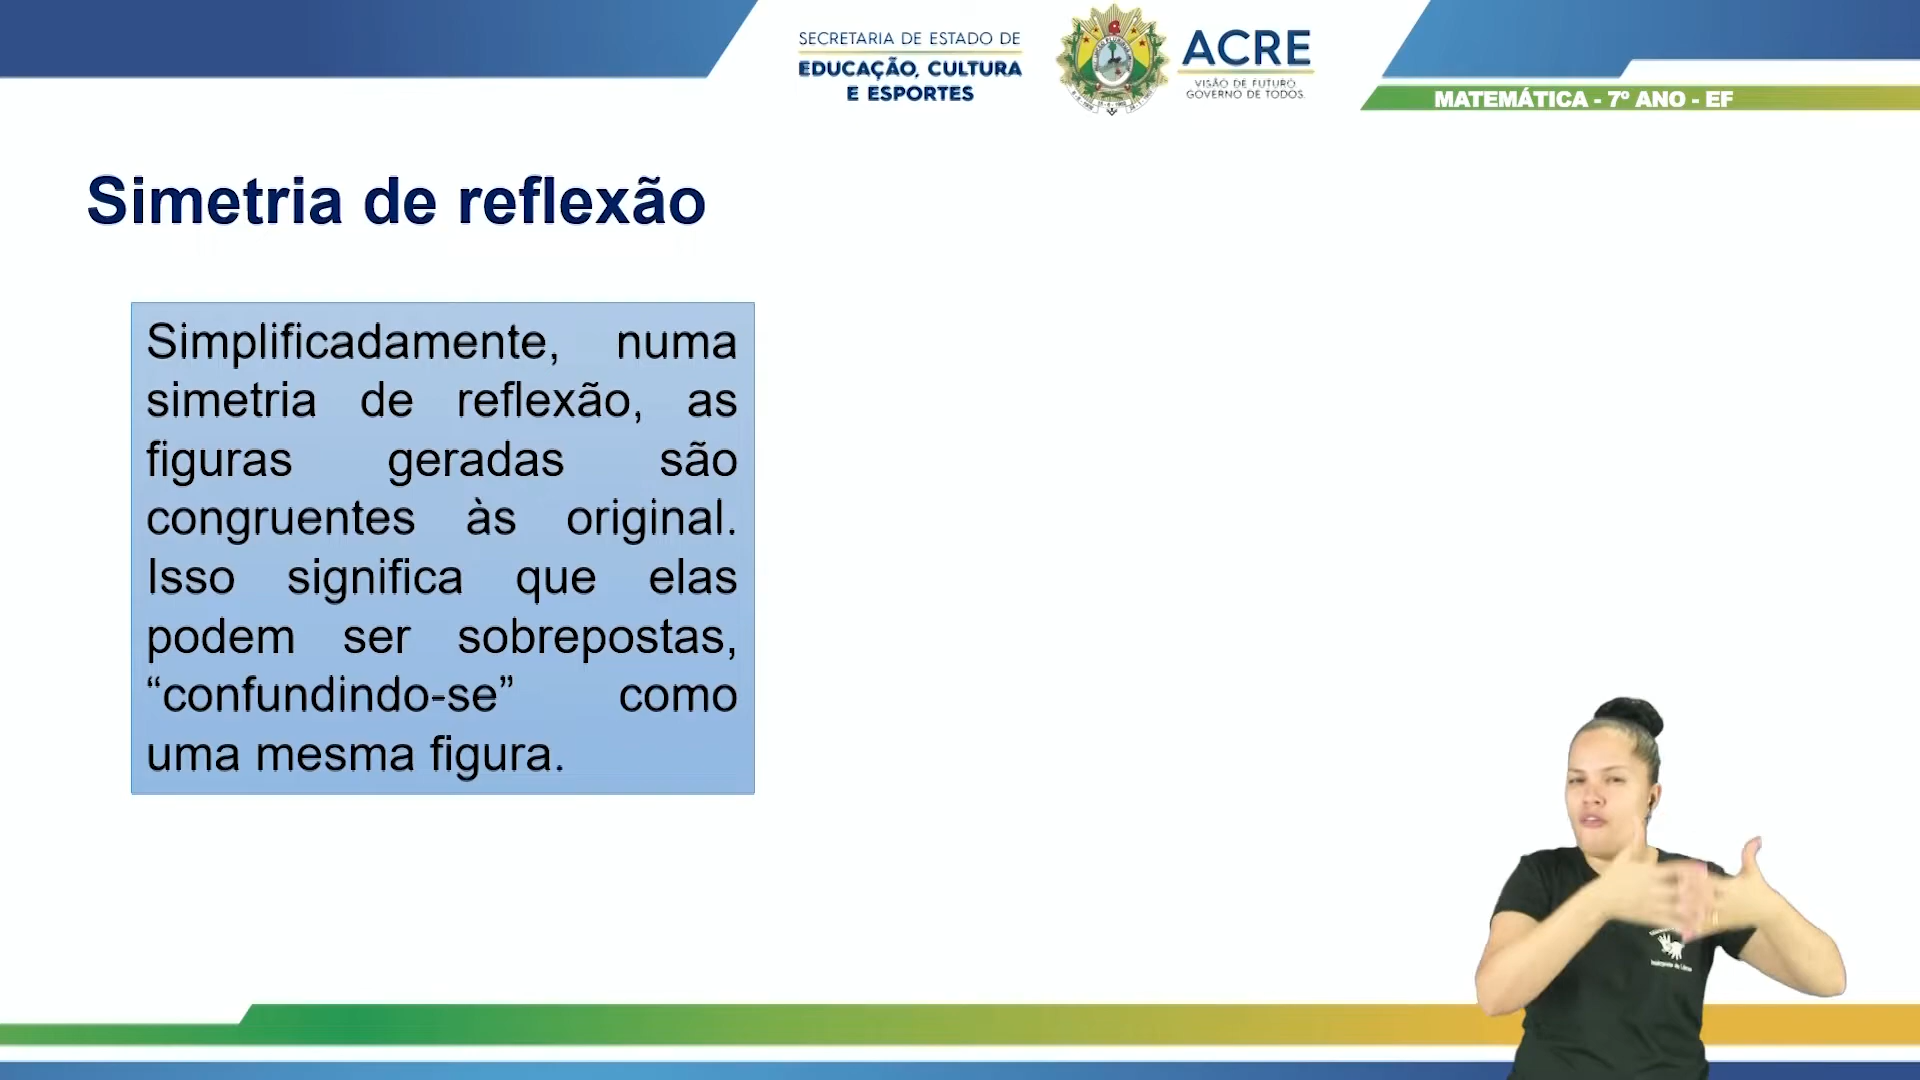 SECRETARIA DE ESTADO DE
EDUCAÇÃO, CULTURA
E ESPORTES
ACRE
VISÃO DE FUTURO
GOVERNO DE TODOS.
MATEMÁTICA - 7º ANO - EF
Simetria de reflexão
Simplificadamente, numa
simetria de reflexão, as
figuras geradas são
congruentes às original.
Isso significa que elas
podem ser sobrepostas,
“confundindo-se” como
uma mesma figura.